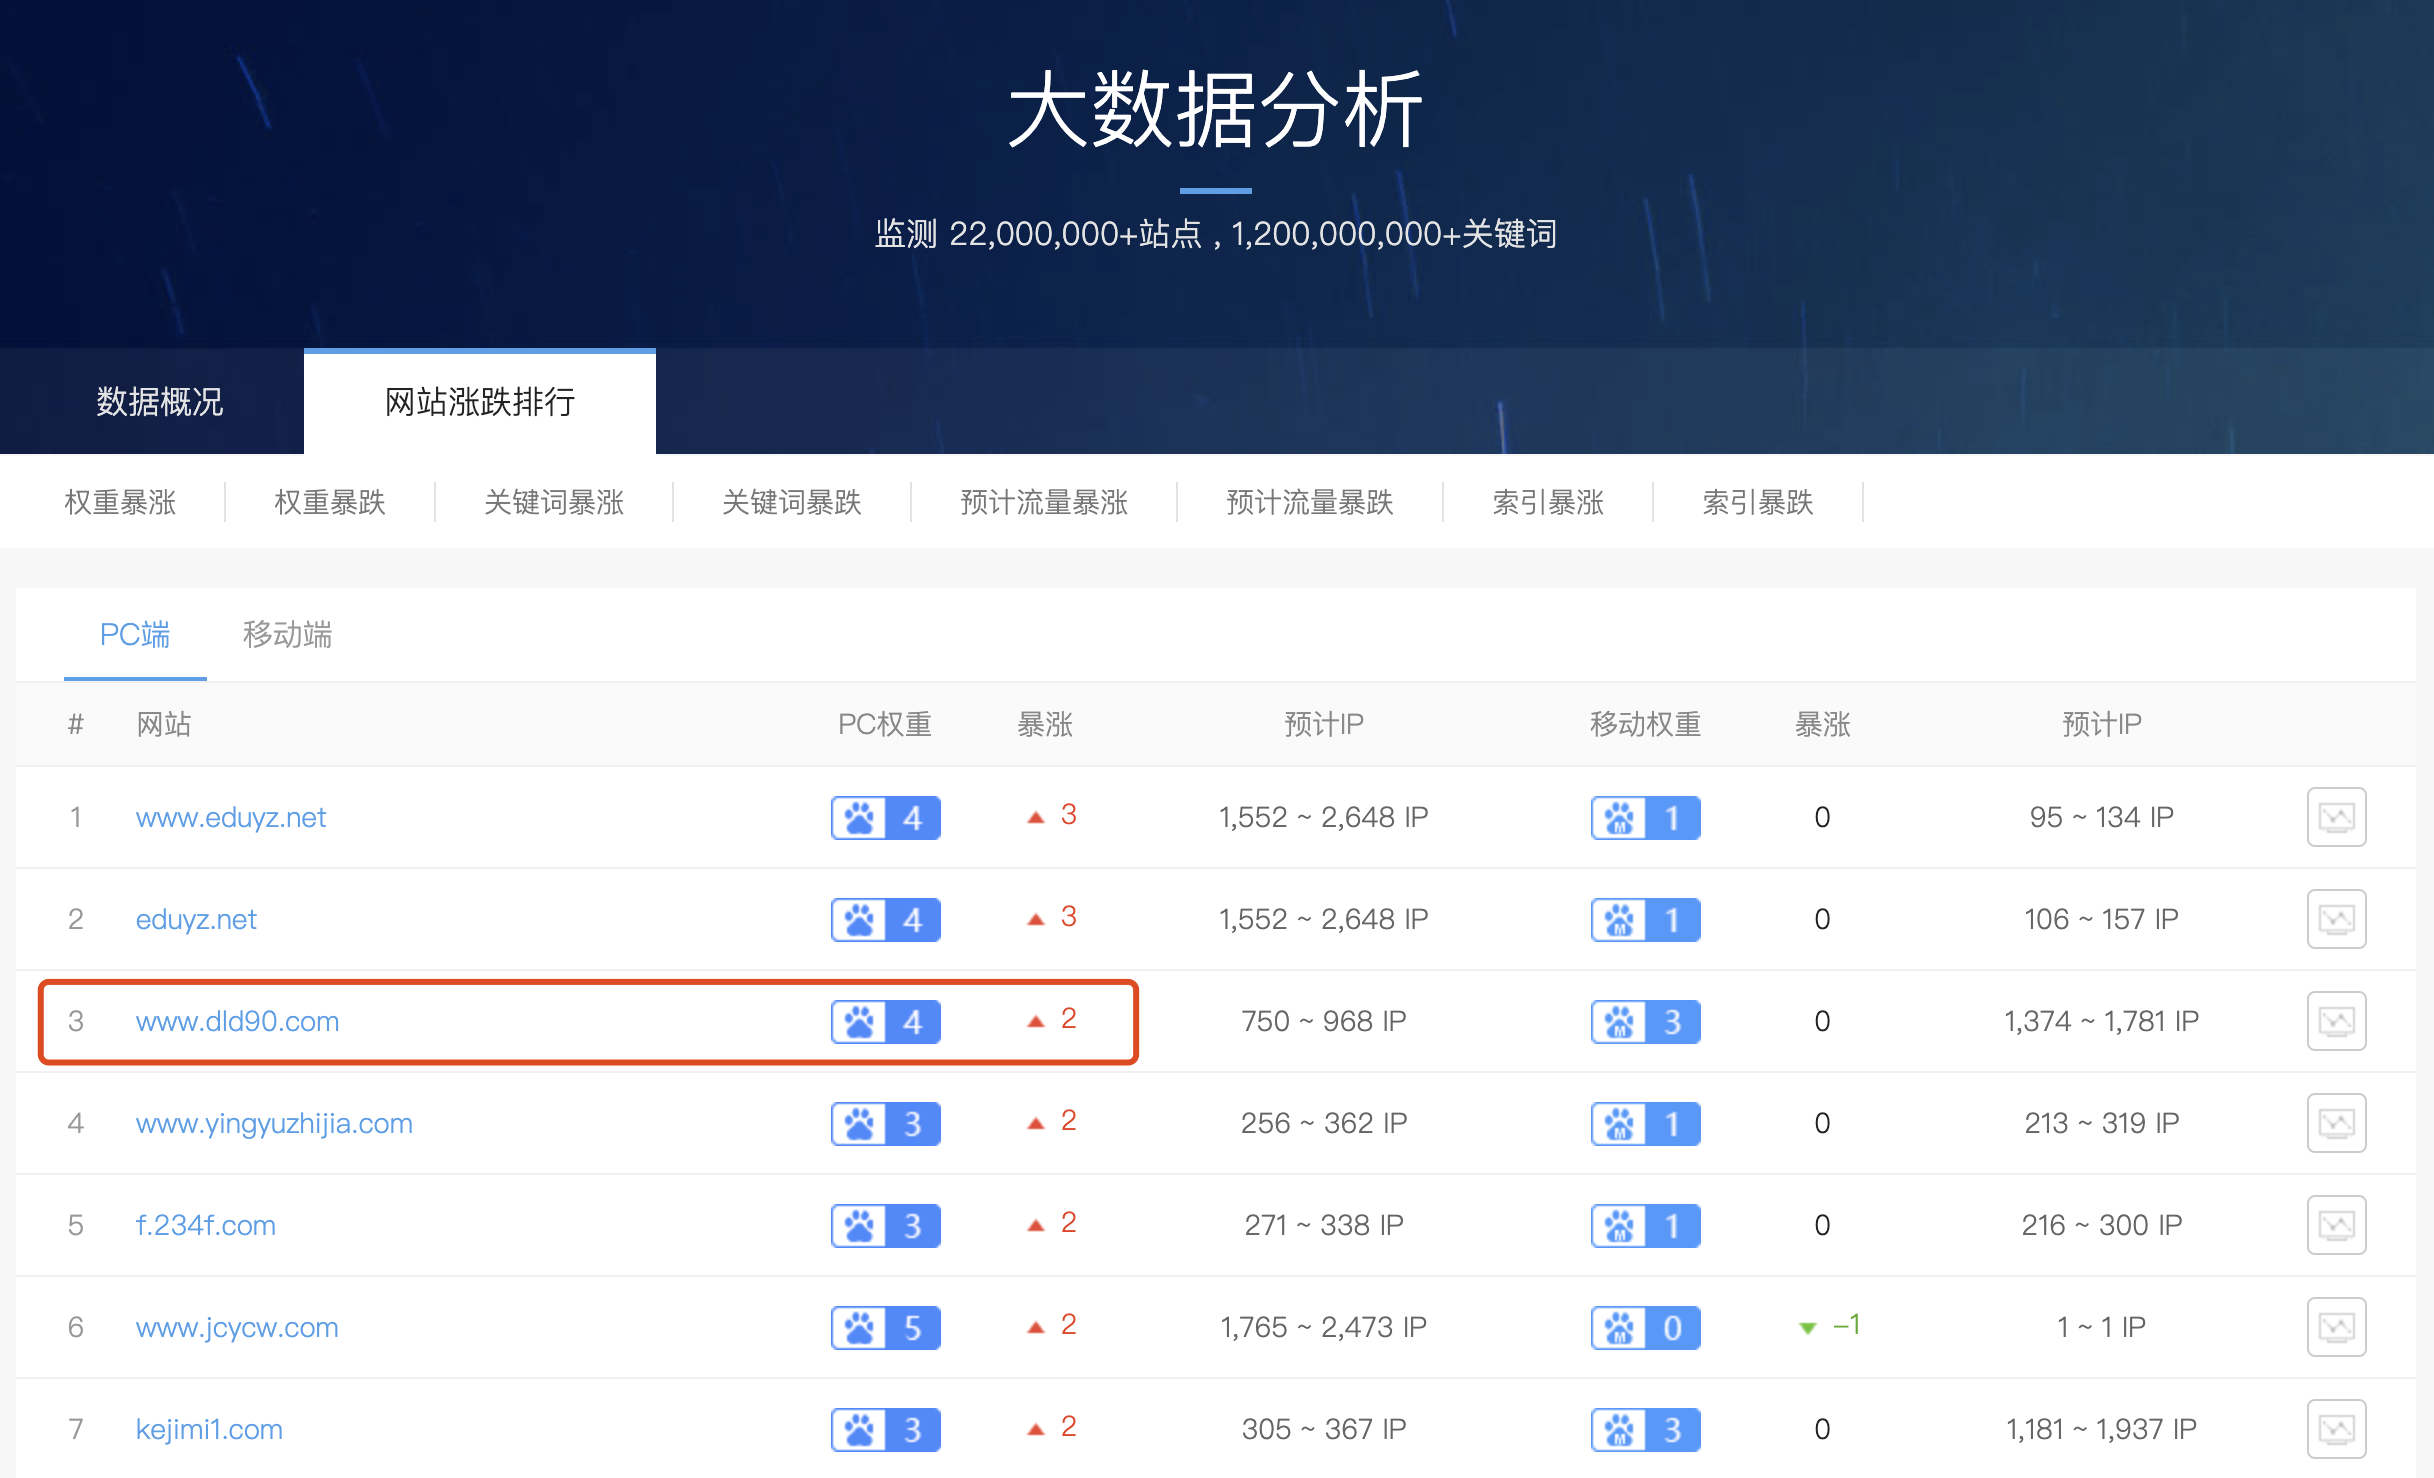 大数据分析
监测 22,000,000+站点 , 1,200,000,000+关键词
数据概况 网站涨跌排行
权重暴涨 权重暴跌 关键词暴涨 关键词暴跌 预计流量暴涨 预计流量暴跌 索引暴涨 索引暴跌
PC端 移动端
# 网站 PC权重 暴涨 预计IP 移动权重 暴涨 预计IP
1 www.eduyz.net 4 ▲ 3 1,552 ~ 2,648 IP M 1 0 95 ~ 134 IP
2 eduyz.net 4 ▲ 3 1,552 ~ 2,648 IP M 1 0 106 ~ 157 IP
3 www.dld90.com 4 ▲ 2 750 ~ 968 IP M 3 0 1,374 ~ 1,781 IP
4 www.yingyuzhijia.com 3 ▲ 2 256 ~ 362 IP M 1 0 213 ~ 319 IP
5 f.234f.com 3 ▲ 2 271 ~ 338 IP M 1 0 216 ~ 300 IP
6 www.jcycw.com 5 ▲ 2 1,765 ~ 2,473 IP M 0 ▼ -1 1 ~ 1 IP
7 kejimi1.com 3 ▲ 2 305 ~ 367 IP M 3 0 1,181 ~ 1,937 IP